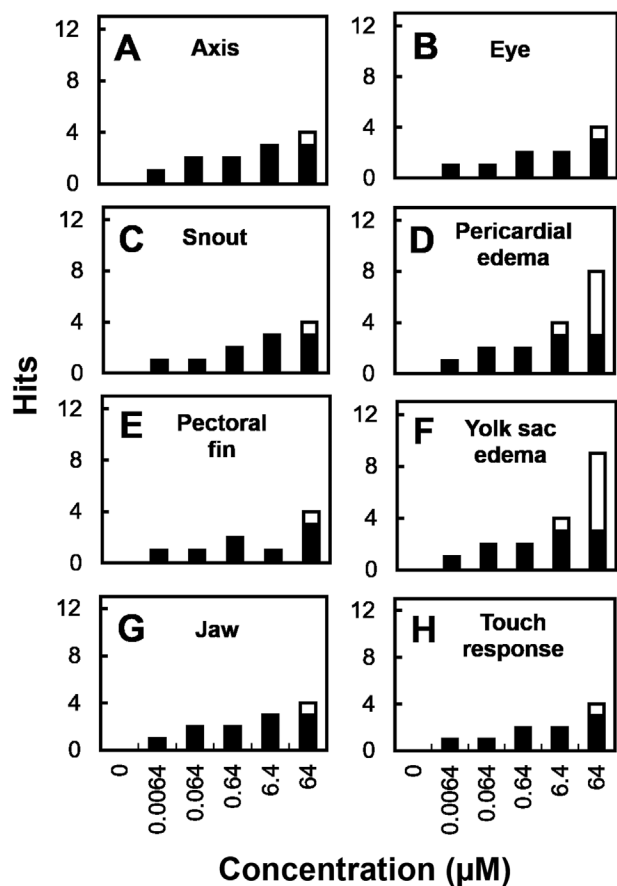 A
Axis
12
8
4
0
B
Eye
12
8
4
0
C
Snout
12
8
4
0
D
Pericardial
edema
12
8
4
0
E
Pectoral
fin
12
8
4
0
F
Yolk sac
edema
12
8
4
0
G
Jaw
12
8
4
0
H
Touch
response
12
8
4
0
Hits
0
0.0064
0.064
0.64
6.4
64
0
0.0064
0.064
0.64
6.4
64
Concentration (μM)